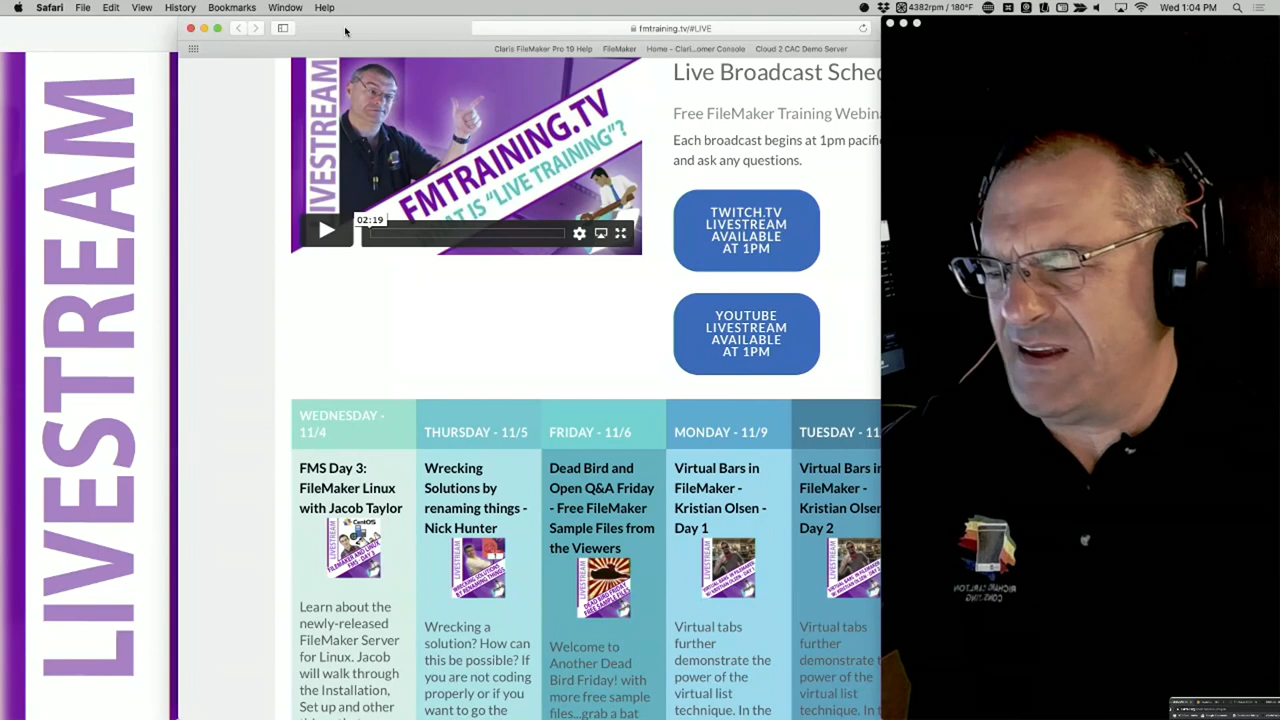 Safari File Edit View History Bookmarks Window Help
4382rpm / 180°F
Wed 1:04 PM
fmtraining.tv/#LIVE
Claris FileMaker Pro 19 Help FileMaker Home - Clari...omer Console Cloud 2 CAC Demo Server
LIVESTREAM
IVESTREAM
FMTRAINING.TV
AT IS "LIVE TRAINING"?
02:19
Live Broadcast Sched
Free FileMaker Training Webina
Each broadcast begins at 1pm pacific
and ask any questions.
TWITCH.TV
LIVESTREAM
AVAILABLE
AT 1PM
YOUTUBE
LIVESTREAM
AVAILABLE
AT 1PM
WEDNESDAY -
11/4
FMS Day 3:
FileMaker Linux
with Jacob Taylor
Learn about the
newly-released
FileMaker Server
for Linux. Jacob
will walk through
the Installation,
Set up and other
THURSDAY - 11/5
Wrecking
Solutions by
renaming things -
Nick Hunter
Wrecking a
solution? How can
this be possible? If
you are not coding
properly or if you
want to go the
FRIDAY - 11/6
Dead Bird and
Open Q&A Friday
- Free FileMaker
Sample Files from
the Viewers
Welcome to
Another Dead
Bird Friday! with
more free sample
files...grab a bat
MONDAY - 11/9
Virtual Bars in
FileMaker -
Kristian Olsen -
Day 1
Virtual tabs
further
demonstrate the
power of the
virtual list
technique. In the
TUESDAY - 11
Virtual Bars in
FileMaker -
Kristian Olsen
Day 2
Virtual tabs
further
demonstrate
power of the
virtual list
technique.